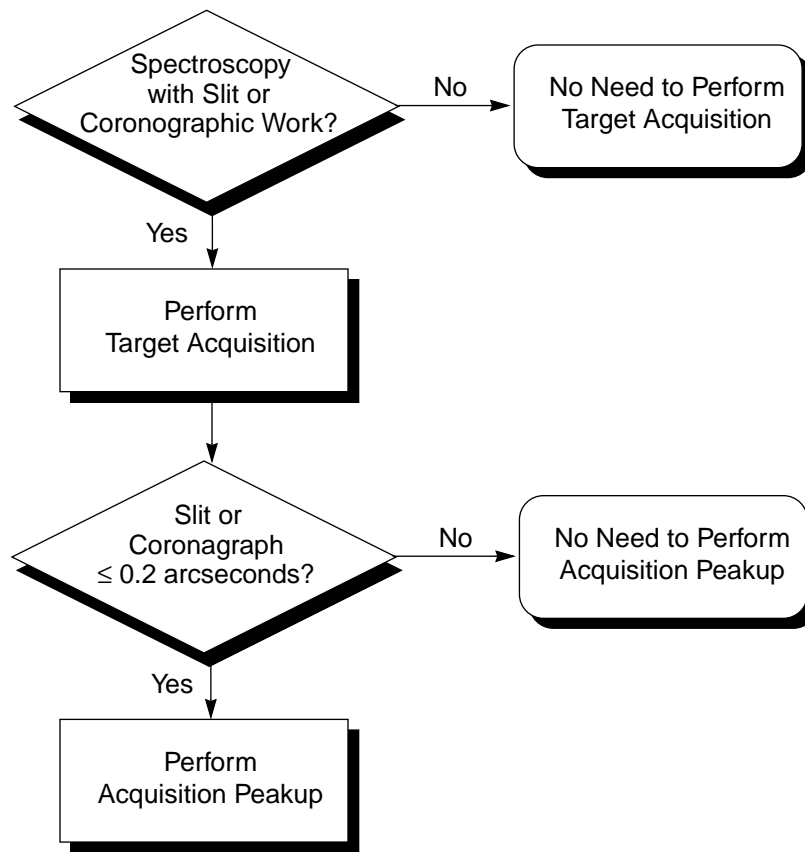 Spectroscopy
with Slit or
Coronographic Work?
No
No Need to Perform
Target Acquisition
Yes
Perform
Target Acquisition
Slit or
Coronagraph
≤ 0.2 arcseconds?
No
No Need to Perform
Acquisition Peakup
Yes
Perform
Acquisition Peakup